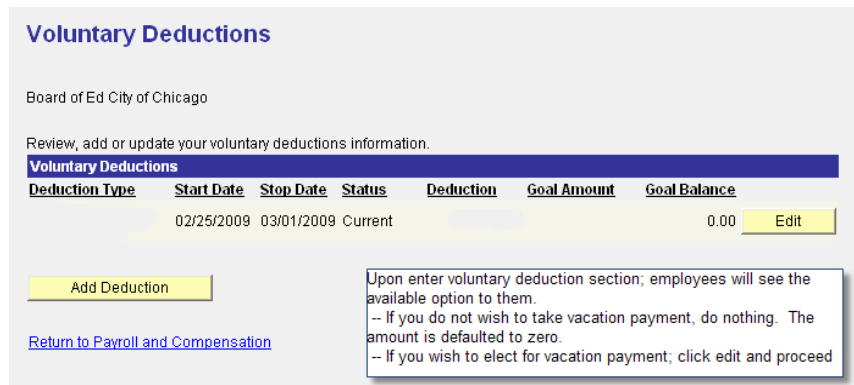 Voluntary Deductions
Board of Ed City of Chicago
Review, add or update your voluntary deductions information.
Voluntary Deductions
Deduction Type Start Date Stop Date Status Deduction Goal Amount Goal Balance
02/25/2009 03/01/2009 Current 0.00 Edit
Add Deduction
Return to Payroll and Compensation
Upon enter voluntary deduction section; employees will see the
available option to them.
-- If you do not wish to take vacation payment, do nothing. The
amount is defaulted to zero.
-- If you wish to elect for vacation payment; click edit and proceed